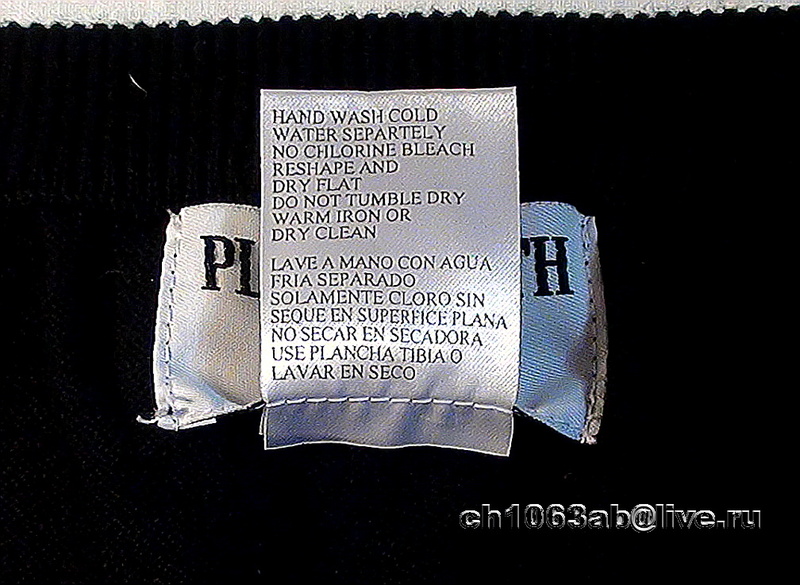 HAND WASH COLD
WATER SEPARTELY
NO CHLORINE BLEACH
RESHAPE AND
DRY FLAT
DO NOT TUMBLE DRY
WARM IRON OR
DRY CLEAN
LAVE A MANO CON AGUA
FRIA SEPARADO
SOLAMENTE CLORO SIN
SEQUE EN SUPERFICE PLANA
NO SECAR EN SECADORA
USE PLANCHA TIBIA O
LAVAR EN SECO
ch1063ab@live.ru